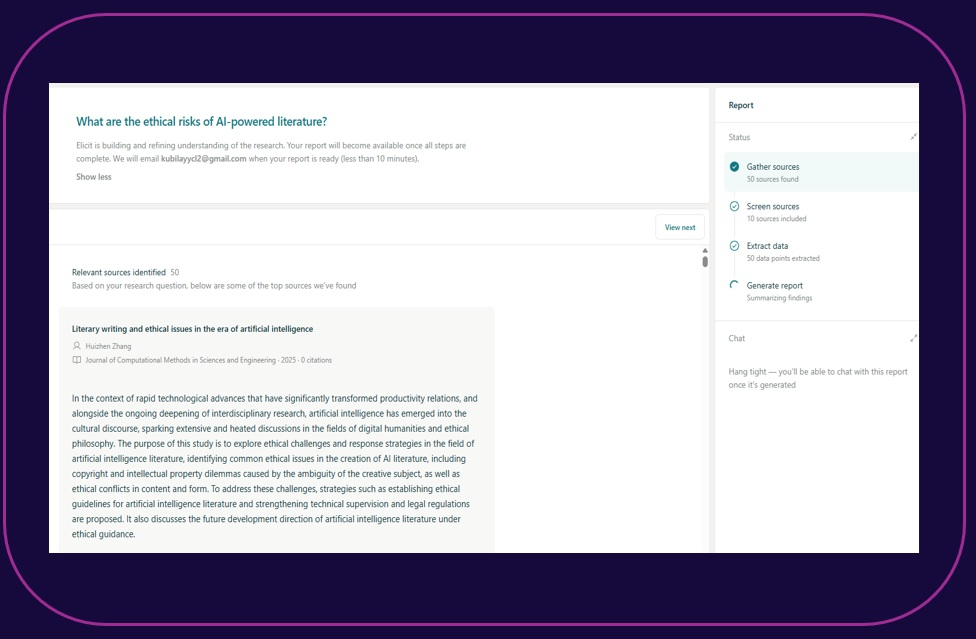 What are the ethical risks of AI-powered literature?
Elicit is building and refining understanding of the research. Your report will become available once all steps are
complete. We will email kubilayycl2@gmail.com when your report is ready (less than 10 minutes).
Show less
View next
Relevant sources identified 50
Based on your research question, below are some of the top sources we've found
Literary writing and ethical issues in the era of artificial intelligence
Huizhen Zhang
Journal of Computational Methods in Sciences and Engineering · 2025 · 0 citations
In the context of rapid technological advances that have significantly transformed productivity relations, and
alongside the ongoing deepening of interdisciplinary research, artificial intelligence has emerged into the
cultural discourse, sparking extensive and heated discussions in the fields of digital humanities and ethical
philosophy. The purpose of this study is to explore ethical challenges and response strategies in the field of
artificial intelligence literature, identifying common ethical issues in the creation of AI literature, including
copyright and intellectual property dilemmas caused by the ambiguity of the creative subject, as well as
ethical conflicts in content and form. To address these challenges, strategies such as establishing ethical
guidelines for artificial intelligence literature and strengthening technical supervision and legal regulations
are proposed. It also discusses the future development direction of artificial intelligence literature under
ethical guidance.
Report
Status
Gather sources
50 sources found
Screen sources
10 sources included
Extract data
50 data points extracted
Generate report
Summarizing findings
Chat
Hang tight — you'll be able to chat with this report
once it's generated